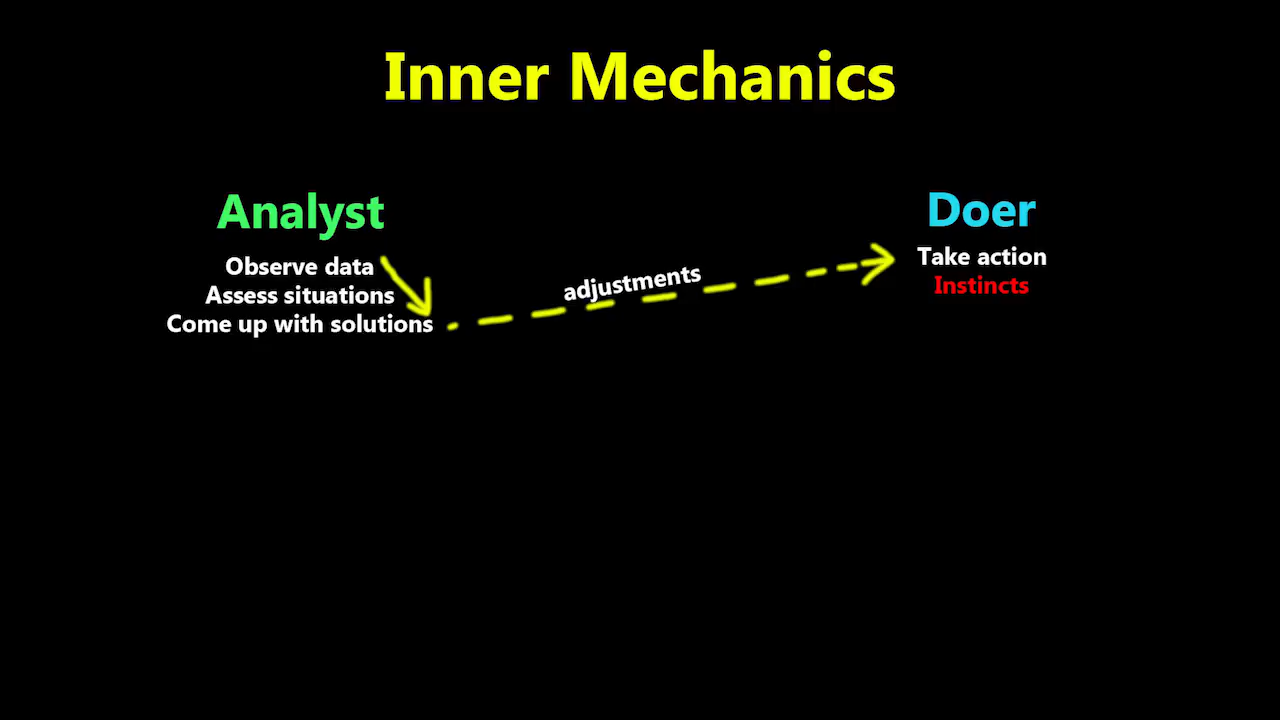 Inner Mechanics
Analyst
Observe data
Assess situations
Come up with solutions
adjustments
Doer
Take action
Instincts